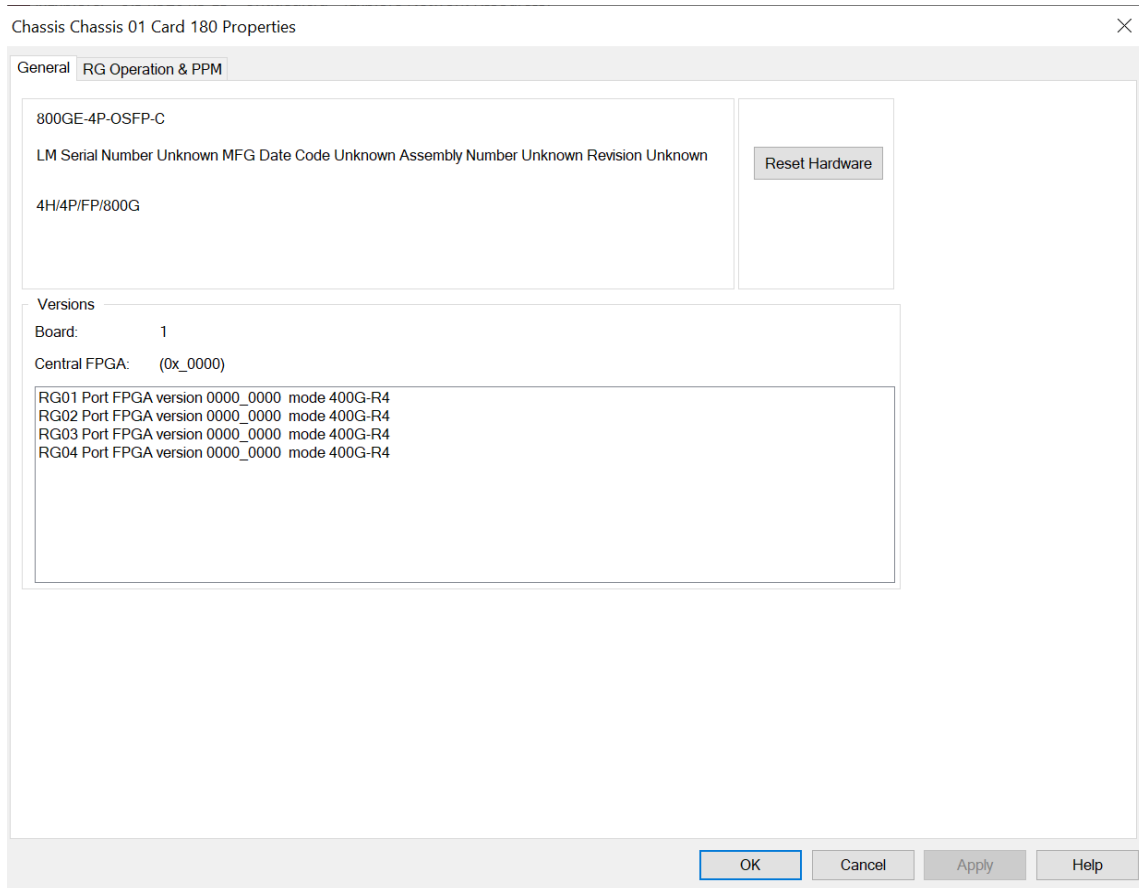 Chassis Chassis 01 Card 180 Properties
General
RG Operation & PPM
800GE-4P-OSFP-C
LM Serial Number Unknown MFG Date Code Unknown Assembly Number Unknown Revision Unknown
4H/4P/FP/800G
Reset Hardware
Versions
Board: 1
Central FPGA: (0x_0000)
RG01 Port FPGA version 0000_0000 mode 400G-R4
RG02 Port FPGA version 0000_0000 mode 400G-R4
RG03 Port FPGA version 0000_0000 mode 400G-R4
RG04 Port FPGA version 0000_0000 mode 400G-R4
OK
Cancel
Apply
Help